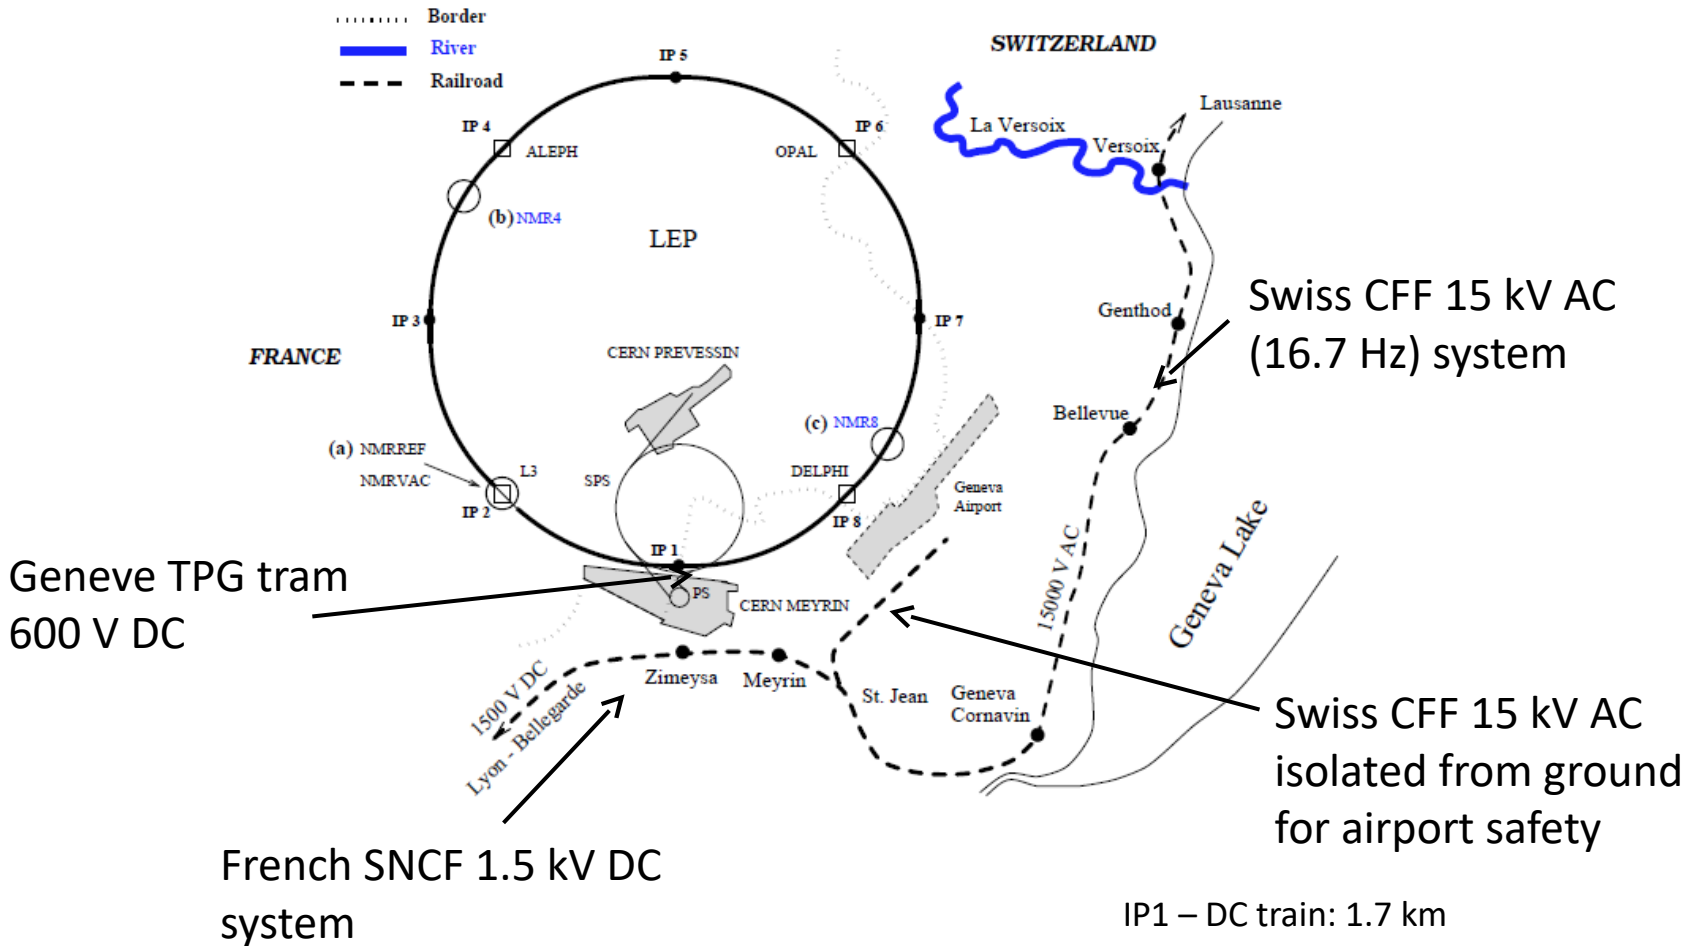 Border
River
Railroad
SWITZERLAND
IP 5
IP 4
ALEPH
IP 6
OPAL
La Versoix
Versoix
Lausanne
(b) NMR4
LEP
IP 3
IP 7
FRANCE
CERN PREVESSIN
Genthod
Swiss CFF 15 kV AC
(16.7 Hz) system
Bellevue
(c) NMR8
(a) NMRREF
NMRVAC
L3
IP 2
SPS
DELPHI
IP 8
Geneva
Airport
IP 1
PS
CERN MEYRIN
15000 V AC
Geneva Lake
Geneve TPG tram
600 V DC
Zimeysa
Meyrin
St. Jean
Geneva
Cornavin
1500 V DC
Lyon - Bellegarde
Swiss CFF 15 kV AC
isolated from ground
for airport safety
French SNCF 1.5 kV DC
system
IP1 – DC train: 1.7 km